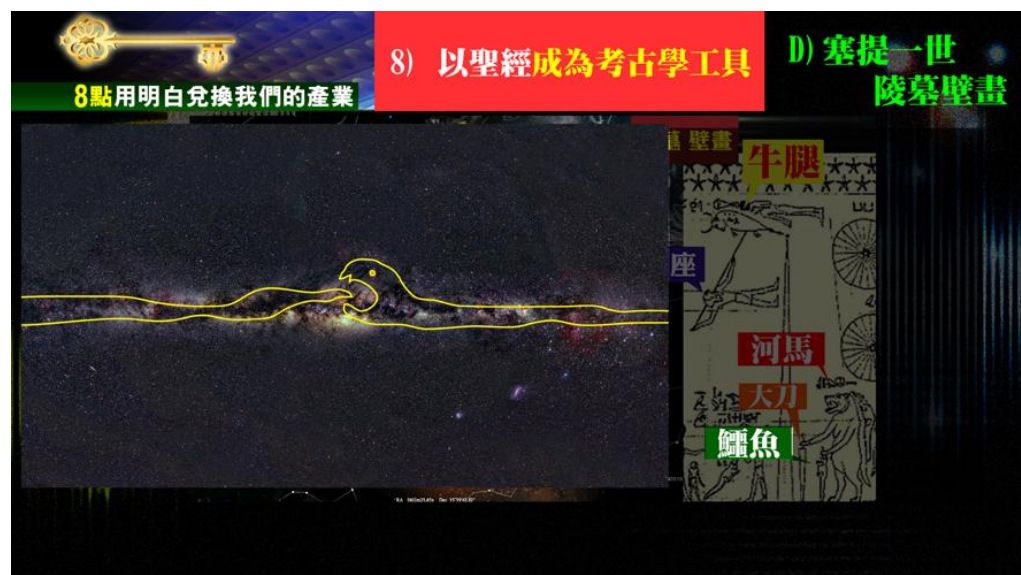 8點用明白兌換我們的產業
8) 以聖經成為考古學工具
D) 塞提一世
陵墓壁畫
壁畫
牛腿
座
河馬
大刀
鱷魚